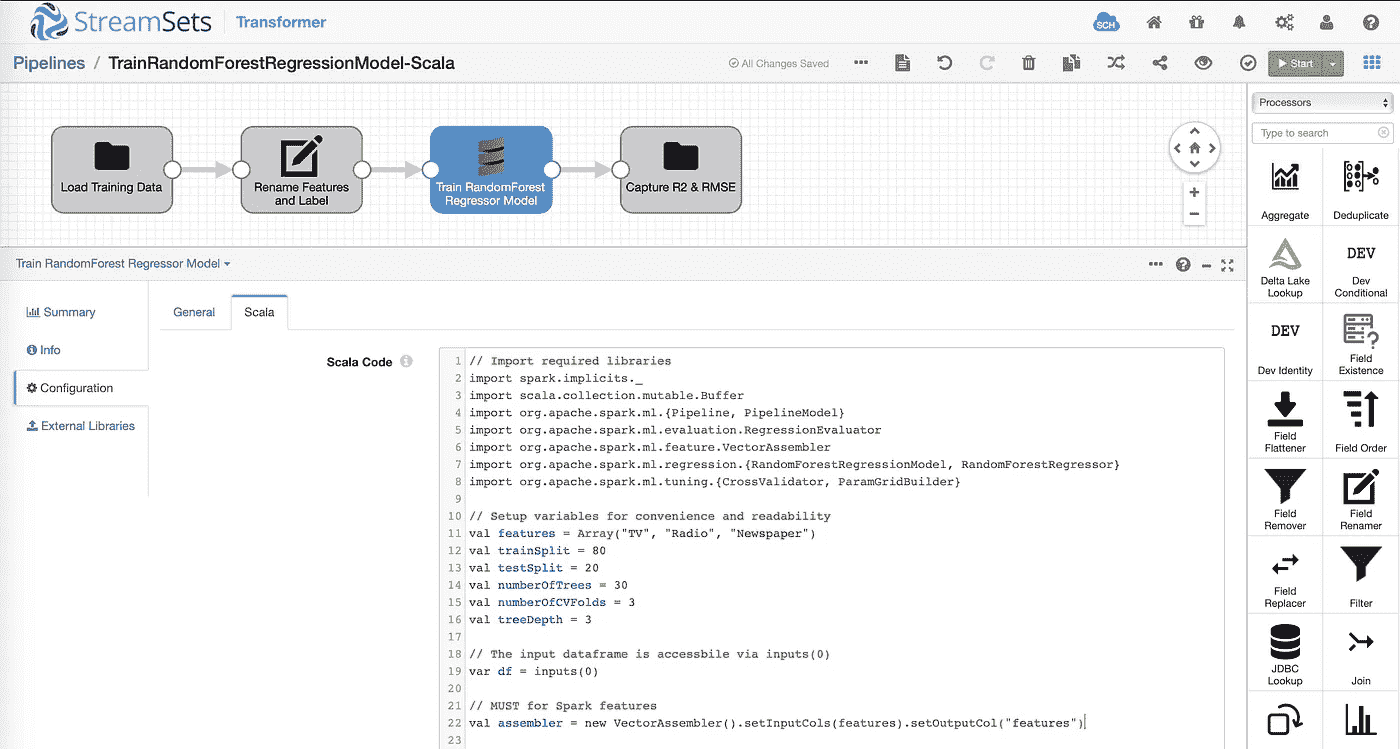 StreamSets Transformer
SCH
Pipelines / TrainRandomForestRegressionModel-Scala
All Changes Saved
Start
Load Training Data
Rename Features
and Label
Train RandomForest
Regressor Model
Capture R2 & RMSE
Processors
Type to search
Aggregate
Deduplicate
Delta Lake
Lookup
DEV
Dev
Conditional
DEV
Dev Identity
Field
Existence
Field
Flattener
Field Order
Field
Remover
Field
Renamer
Field
Replacer
Filter
JDBC
Lookup
Join
Train RandomForest Regressor Model
Summary
Info
Configuration
External Libraries
General
Scala
Scala Code
1 // Import required libraries
2 import spark.implicits._
3 import scala.collection.mutable.Buffer
4 import org.apache.spark.ml.{Pipeline, PipelineModel}
5 import org.apache.spark.ml.evaluation.RegressionEvaluator
6 import org.apache.spark.ml.feature.VectorAssembler
7 import org.apache.spark.ml.regression.{RandomForestRegressionModel, RandomForestRegressor}
8 import org.apache.spark.ml.tuning.{CrossValidator, ParamGridBuilder}
9
10 // Setup variables for convenience and readability
11 val features = Array("TV", "Radio", "Newspaper")
12 val trainSplit = 80
13 val testSplit = 20
14 val numberOfTrees = 30
15 val numberOfCVFolds = 3
16 val treeDepth = 3
17
18 // The input dataframe is accessbile via inputs(0)
19 var df = inputs(0)
20
21 // MUST for Spark features
22 val assembler = new VectorAssembler().setInputCols(features).setOutputCol("features")
23